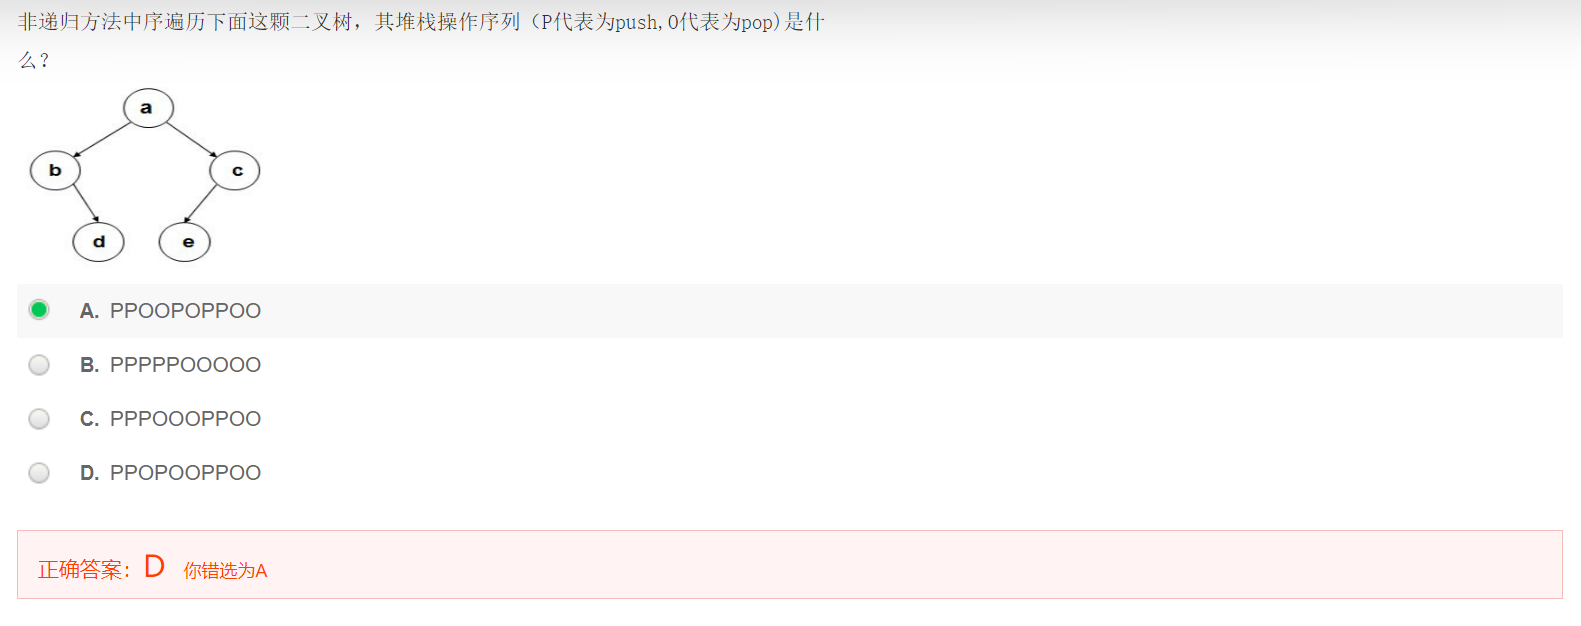 非递归方法中序遍历下面这颗二叉树，其堆栈操作序列（P代表为push,O代表为pop)是什
么？
a
b
c
d
e
A. PPOOPOPPOO
B. PPPPPOOOOO
C. PPPOOOPPOO
D. PPOPOOPPOO
正确答案： D 你错选为A